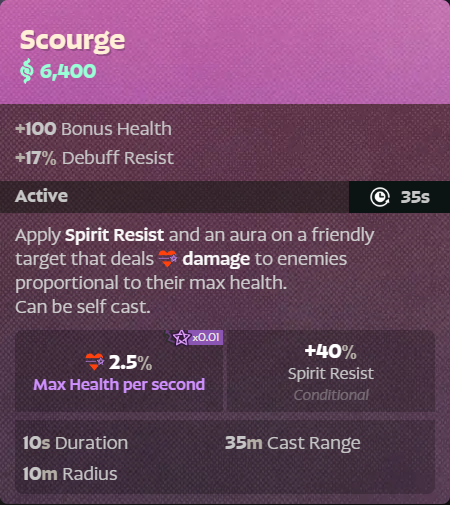 Scourge
6,400
+100 Bonus Health
+17% Debuff Resist
Active
35s
Apply Spirit Resist and an aura on a friendly
target that deals damage to enemies
proportional to their max health.
Can be self cast.
x0.01
2.5%
Max Health per second
+40%
Spirit Resist
Conditional
10s Duration
35m Cast Range
10m Radius